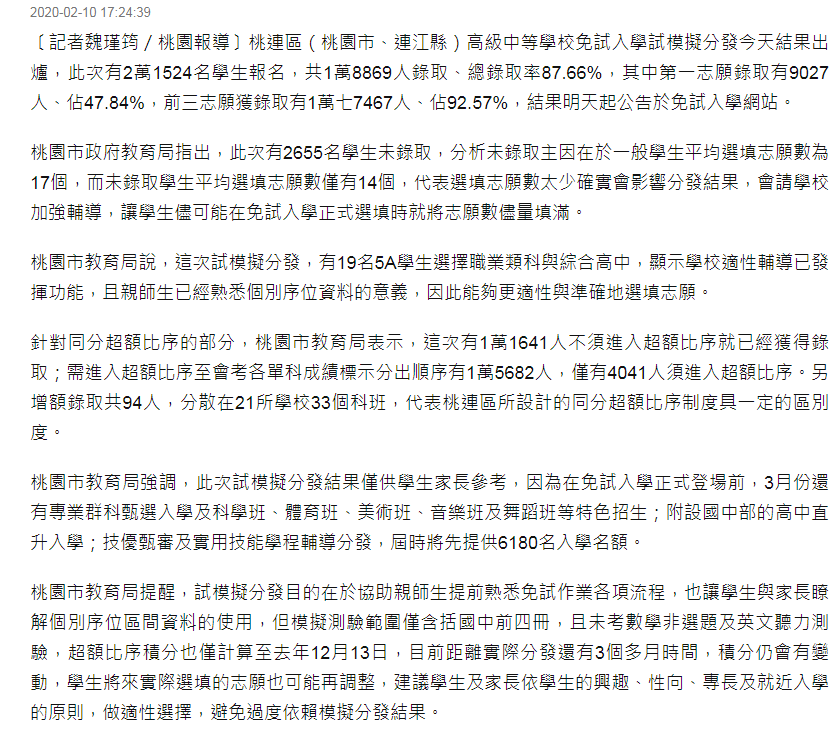 2020-02-10 17:24:39
〔記者魏瑾筠／桃園報導〕桃連區（桃園市、連江縣）高級中等學校免試入學試模擬分發今天結果出
爐，此次有2萬1524名學生報名，共1萬8869人錄取、總錄取率87.66%，其中第一志願錄取有9027
人、佔47.84%，前三志願獲錄取有1萬七7467人、佔92.57%，結果明天起公告於免試入學網站。
桃園市政府教育局指出，此次有2655名學生未錄取，分析未錄取主因在於一般學生平均選填志願數為
17個，而未錄取學生平均選填志願數僅有14個，代表選填志願數太少確實會影響分發結果，會請學校
加強輔導，讓學生儘可能在免試入學正式選填時就將志願數儘量填滿。
桃園市教育局說，這次試模擬分發，有19名5A學生選擇職業類科與綜合高中，顯示學校適性輔導已發
揮功能，且親師生已經熟悉個別序位資料的意義，因此能夠更適性與準確地選填志願。
針對同分超額比序的部分，桃園市教育局表示，這次有1萬1641人不須進入超額比序就已經獲得錄
取；需進入超額比序至會考各單科成績標示分出順序有1萬5682人，僅有4041人須進入超額比序。另
增額錄取共94人，分散在21所學校33個科班，代表桃連區所設計的同分超額比序制度具一定的區別
度。
桃園市教育局強調，此次試模擬分發結果僅供學生家長參考，因為在免試入學正式登場前，3月份還
有專業群科甄選入學及科學班、體育班、美術班、音樂班及舞蹈班等特色招生；附設國中部的高中直
升入學；技優甄審及實用技能學程輔導分發，屆時將先提供6180名入學名額。
桃園市教育局提醒，試模擬分發目的在於協助親師生提前熟悉免試作業各項流程，也讓學生與家長瞭
解個別序位區間資料的使用，但模擬測驗範圍僅含括國中前四冊，且未考數學非選題及英文聽力測
驗，超額比序積分也僅計算至去年12月13日，目前距離實際分發還有3個多月時間，積分仍會有變
動，學生將來實際選填的志願也可能再調整，建議學生及家長依學生的興趣、性向、專長及就近入學
的原則，做適性選擇，避免過度依賴模擬分發結果。